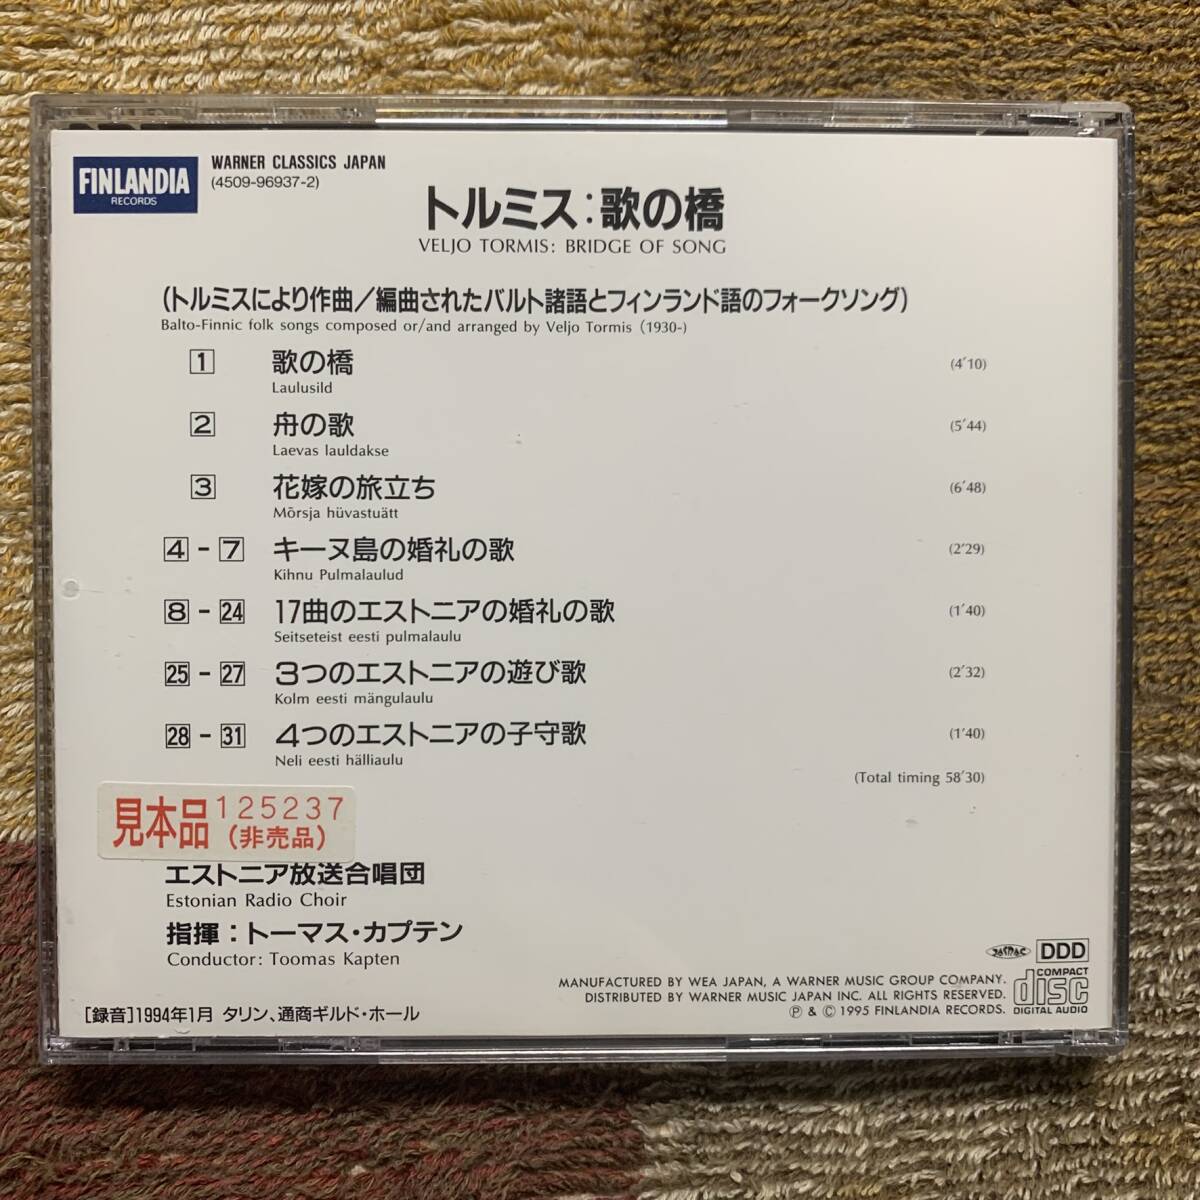 FINLANDIA
RECORDS
WARNER CLASSICS JAPAN
(4509-96937-2)
トルミス:歌の橋
VELJO TORMIS: BRIDGE OF SONG
(トルミスにより作曲/編曲されたバルト諸語とフィンランド語のフォークソング)
Balto-Finnic folk songs composed or/and arranged by Veljo Tormis (1930-)
1 歌の橋 (4'10)
Laulusild
2 舟の歌 (5'44)
Laevas lauldakse
3 花嫁の旅立ち (6'48)
Mõrsja hüvastuätt
4 - 7 キーヌ島の婚礼の歌 (2'29)
Kihnu Pulmalaulud
8 - 24 17曲のエストニアの婚礼の歌 (1'40)
Seitseteist eesti pulmalaulu
25 - 27 3つのエストニアの遊び歌 (2'32)
Kolm eesti mängulaulu
28 - 31 4つのエストニアの子守歌 (1'40)
Neli eesti hälliaulu
(Total timing 58'30)
見本品 125237
(非売品)
エストニア放送合唱団
Estonian Radio Choir
指揮:トーマス・カプテン
Conductor: Toomas Kapten
JASRAC DDD
MANUFACTURED BY WEA JAPAN, A WARNER MUSIC GROUP COMPANY.
DISTRIBUTED BY WARNER MUSIC JAPAN INC. ALL RIGHTS RESERVED.
Ⓟ & Ⓒ 1995 FINLANDIA RECORDS.
COMPACT
disc
DIGITAL AUDIO
[録音]1994年1月 タリン、通商ギルド・ホール